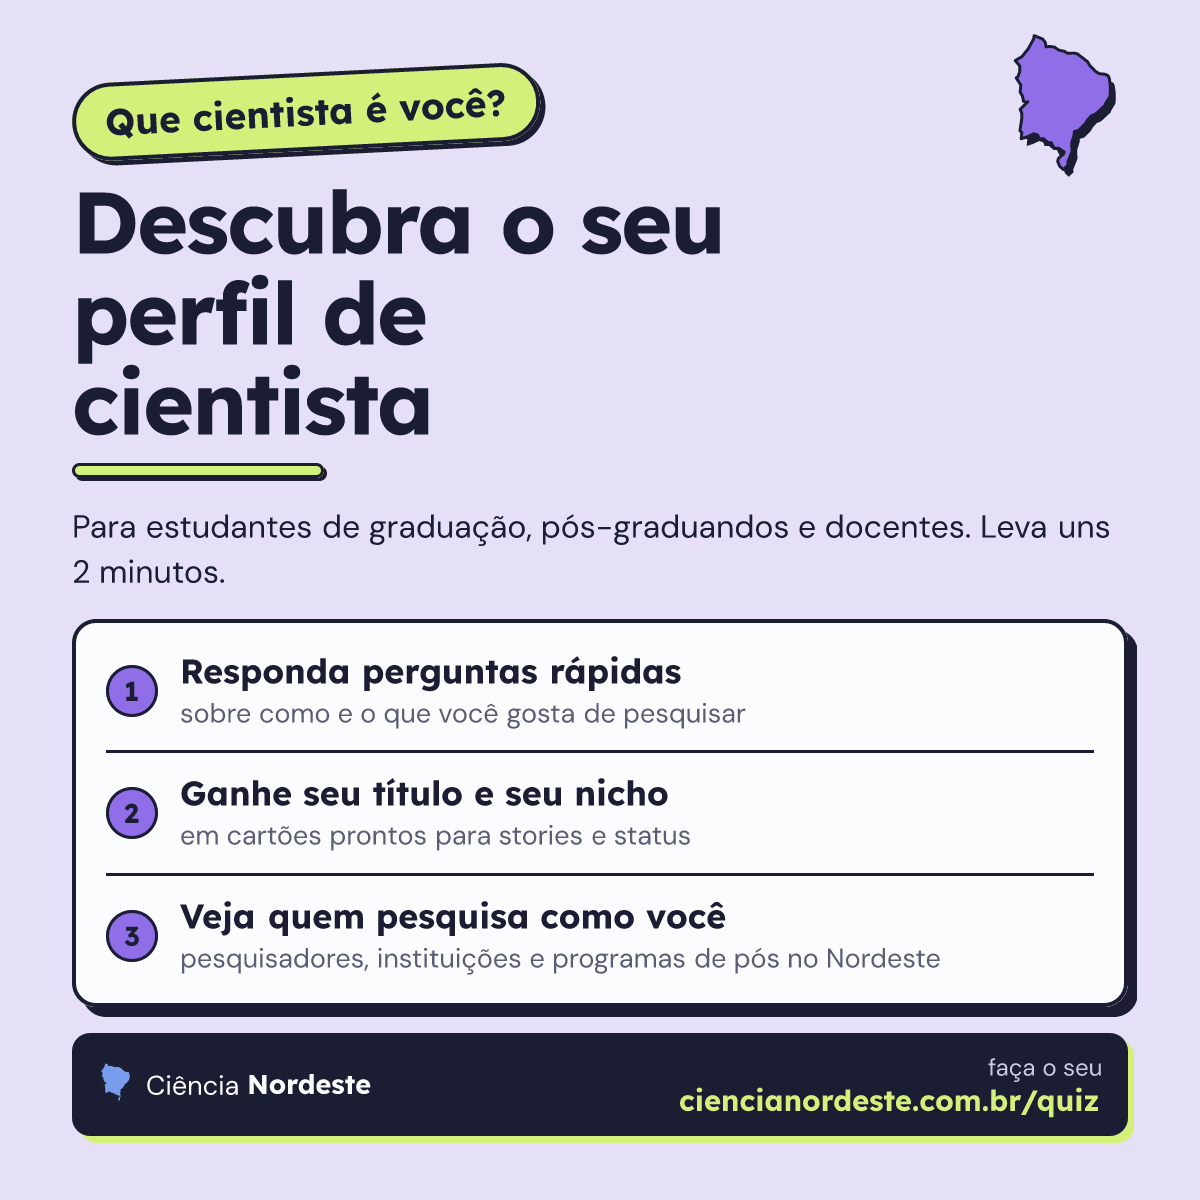 Que cientista é você?
Descubra o seu
perfil de
cientista
Para estudantes de graduação, pós-graduandos e docentes. Leva uns
2 minutos.
1
Responda perguntas rápidas
sobre como e o que você gosta de pesquisar
2
Ganhe seu título e seu nicho
em cartões prontos para stories e status
3
Veja quem pesquisa como você
pesquisadores, instituições e programas de pós no Nordeste
Ciência Nordeste
faça o seu
ciencianordeste.com.br/quiz